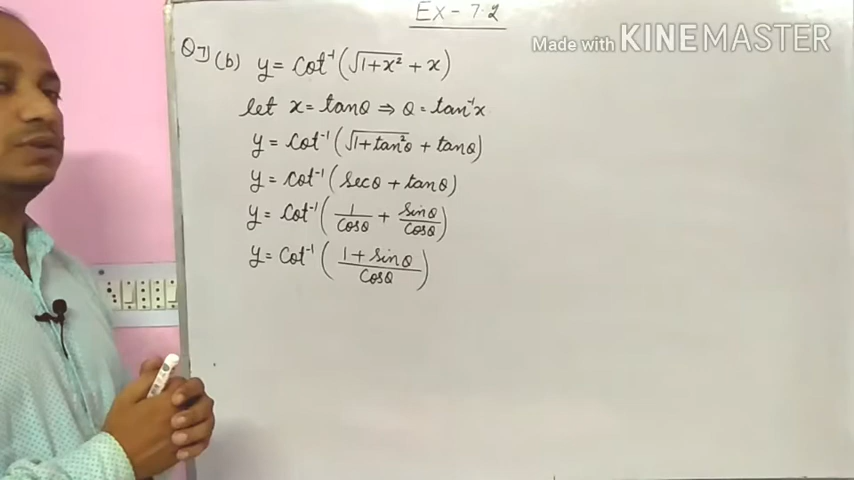 Ex - 7.2
Made with KINEMASTER
Q7] (b) y = cot⁻¹(√(1+x²) + x)
let x = tanθ ⇒ θ = tan⁻¹x
y = cot⁻¹(√(1+tan²θ) + tanθ)
y = cot⁻¹(secθ + tanθ)
y = cot⁻¹(1/cosθ + sinθ/cosθ)
y = cot⁻¹((1 + sinθ)/cosθ)